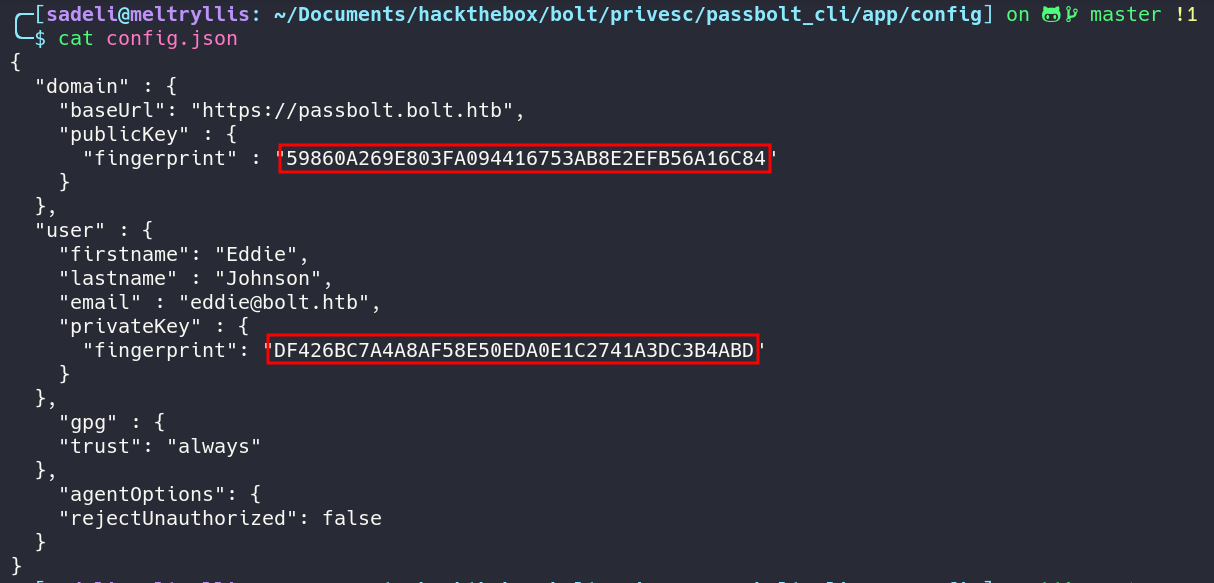 [sadeli@meltryllis: ~/Documents/hackthebox/bolt/privesc/passbolt_cli/app/config] on master !1
$ cat config.json
{
  "domain" : {
    "baseUrl": "https://passbolt.bolt.htb",
    "publicKey" : {
      "fingerprint" : "59860A269E803FA094416753AB8E2EFB56A16C84"
    }
  },
  "user" : {
    "firstname": "Eddie",
    "lastname" : "Johnson",
    "email" : "eddie@bolt.htb",
    "privateKey" : {
      "fingerprint": "DF426BC7A4A8AF58E50EDA0E1C2741A3DC3B4ABD"
    }
  },
    "gpg" : {
    "trust": "always"
  },
    "agentOptions": {
    "rejectUnauthorized": false
  }
}